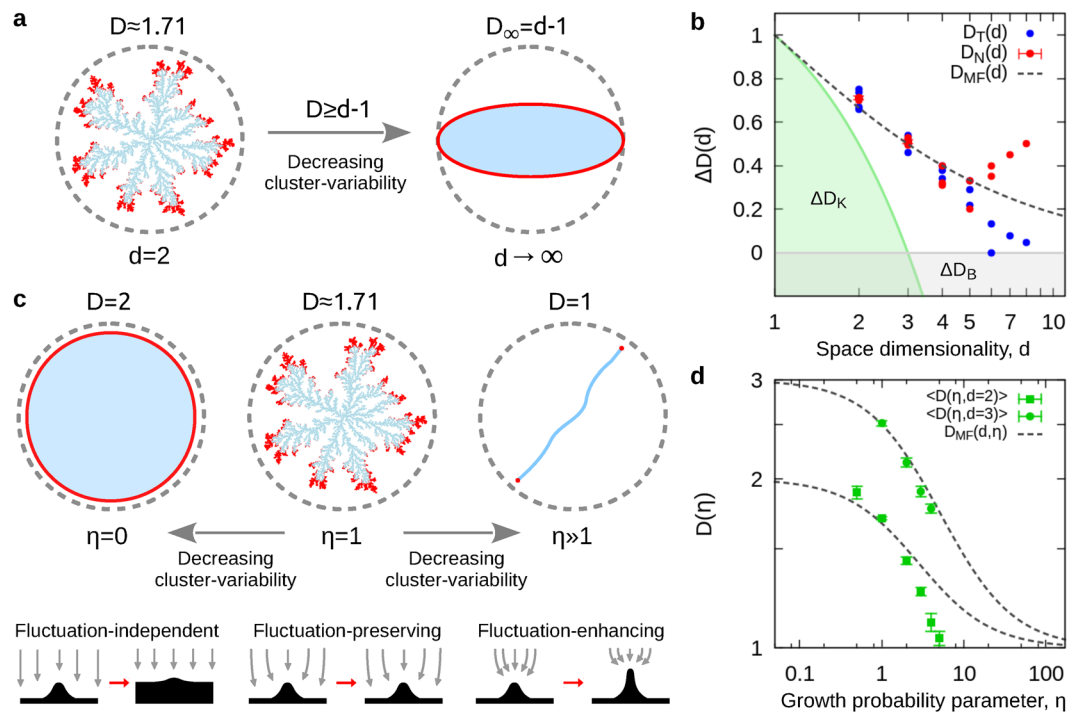 a
D≈1.71
D∞=d-1
D≥d-1
Decreasing
cluster-variability
d=2
d → ∞
b
D_T(d)
D_N(d)
D_MF(d)
ΔD(d)
1
0.8
0.6
0.4
0.2
0
ΔD_K
ΔD_B
1
2
3
4
5
7
10
Space dimensionality, d
c
D=2
D≈1.71
D=1
η=0
η=1
η»1
Decreasing
cluster-variability
Decreasing
cluster-variability
Fluctuation-independent
Fluctuation-preserving
Fluctuation-enhancing
d
<D(η,d=2)>
<D(η,d=3)>
D_MF(d,η)
D(η)
3
2
1
0.1
1
10
100
Growth probability parameter, η